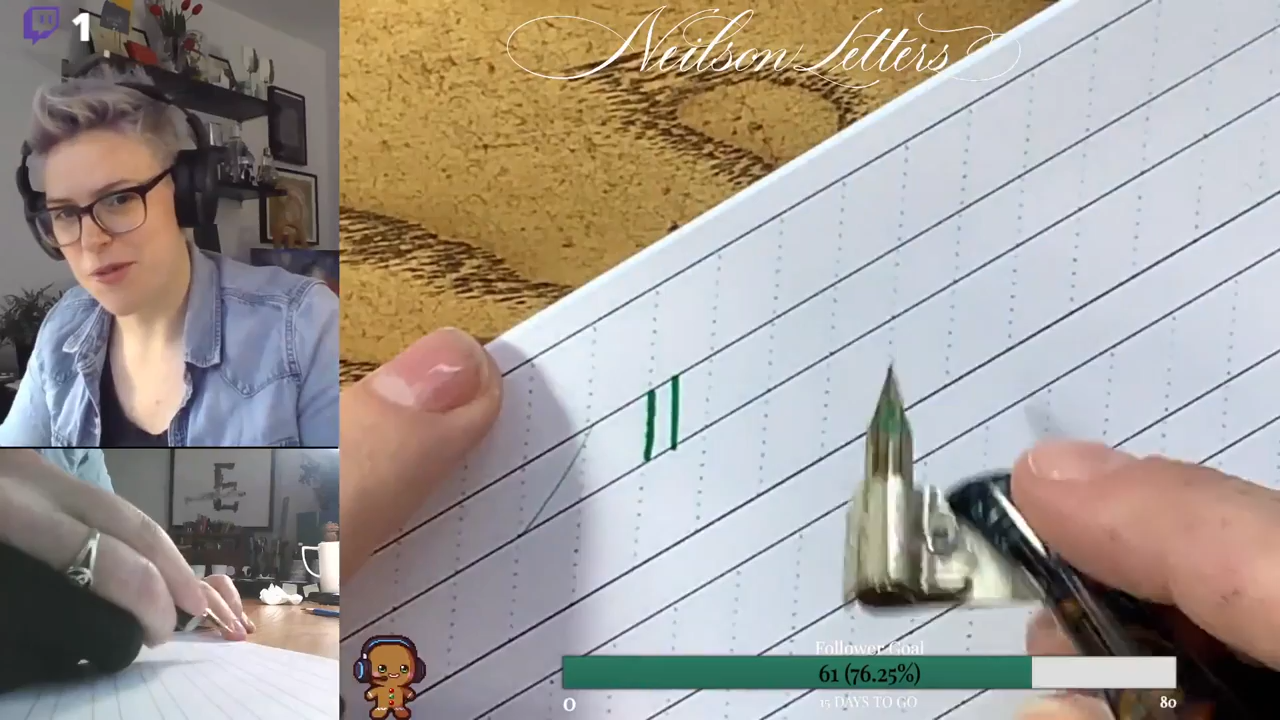 1
Neilson Letters
E
Follower Goal
61 (76.25%)
0 80
15 DAYS TO GO